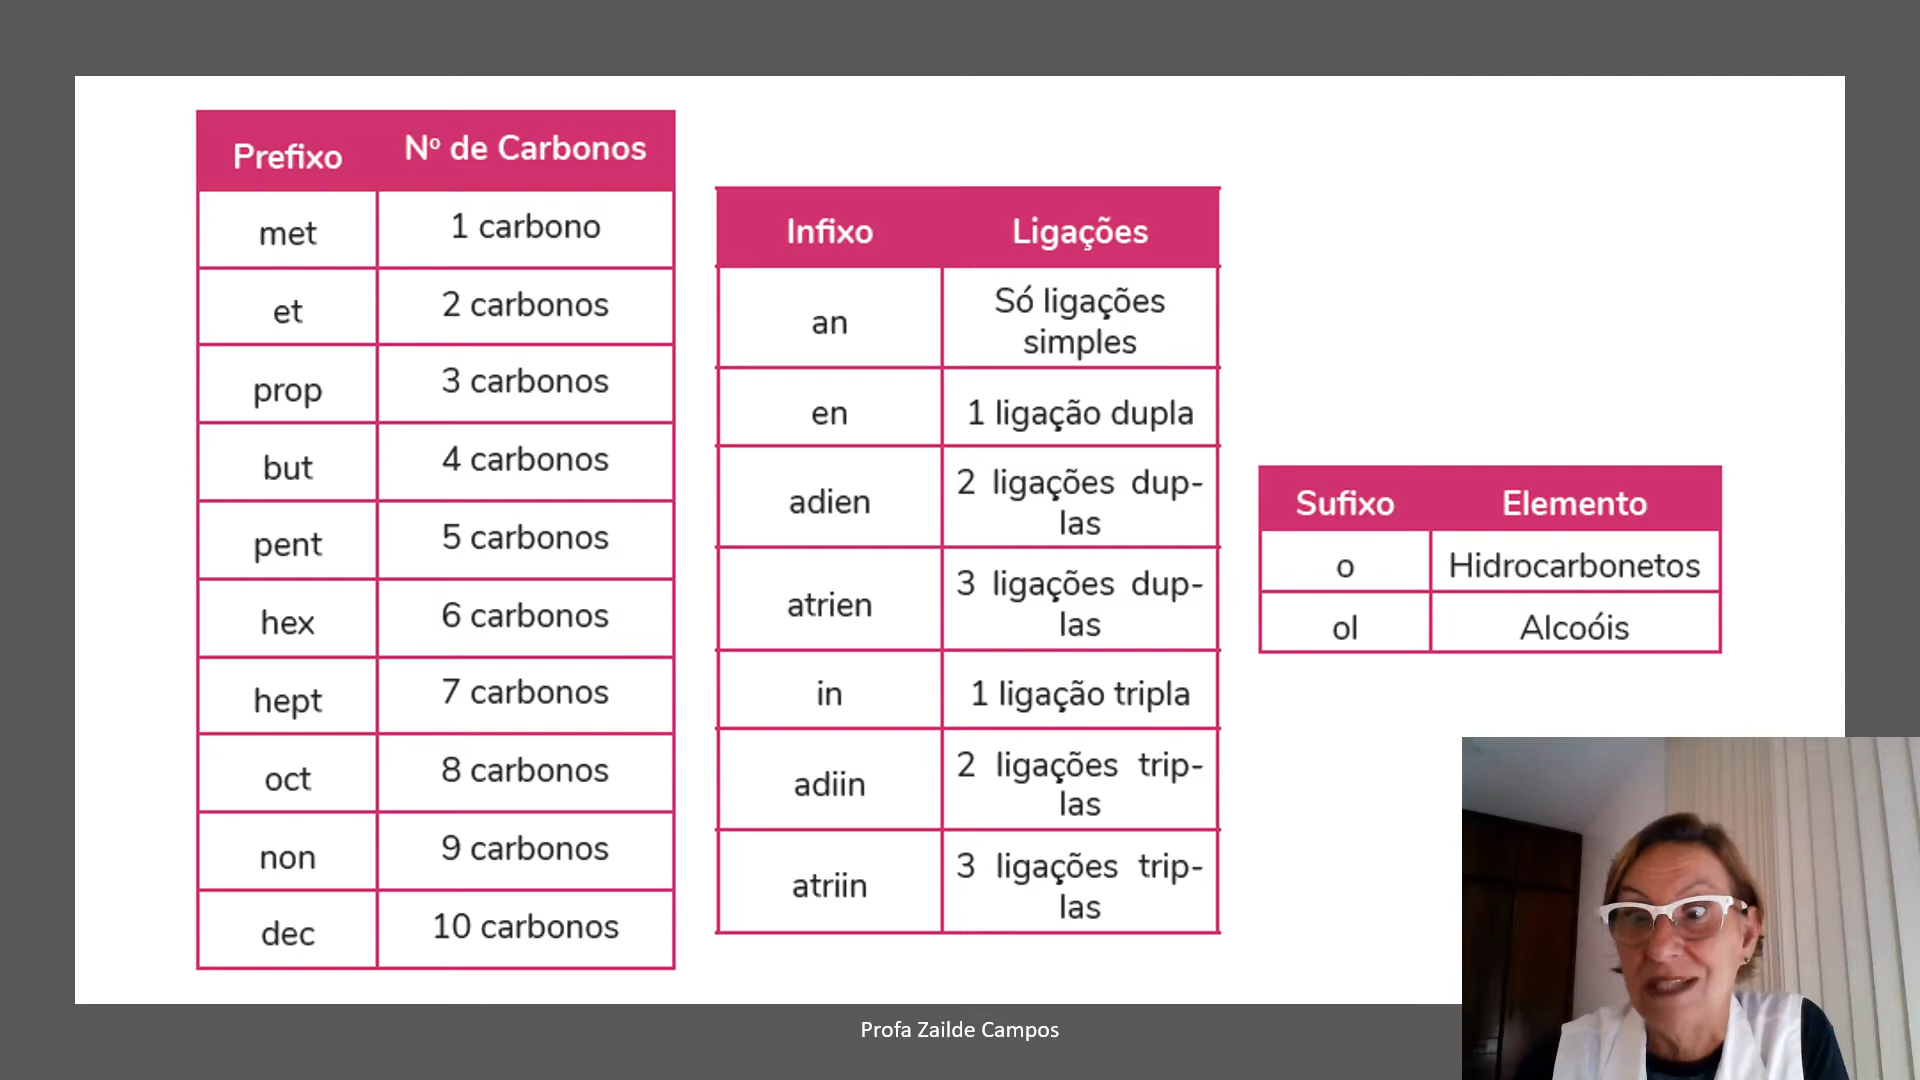 Prefixo Nº de Carbonos
met 1 carbono
et 2 carbonos
prop 3 carbonos
but 4 carbonos
pent 5 carbonos
hex 6 carbonos
hept 7 carbonos
oct 8 carbonos
non 9 carbonos
dec 10 carbonos
Infixo Ligações
an Só ligações
simples
en 1 ligação dupla
adien 2 ligações dup-
las
atrien 3 ligações dup-
las
in 1 ligação tripla
adiin 2 ligações trip-
las
atriin 3 ligações trip-
las
Sufixo Elemento
o Hidrocarbonetos
ol Alcoóis
Profa Zailde Campos